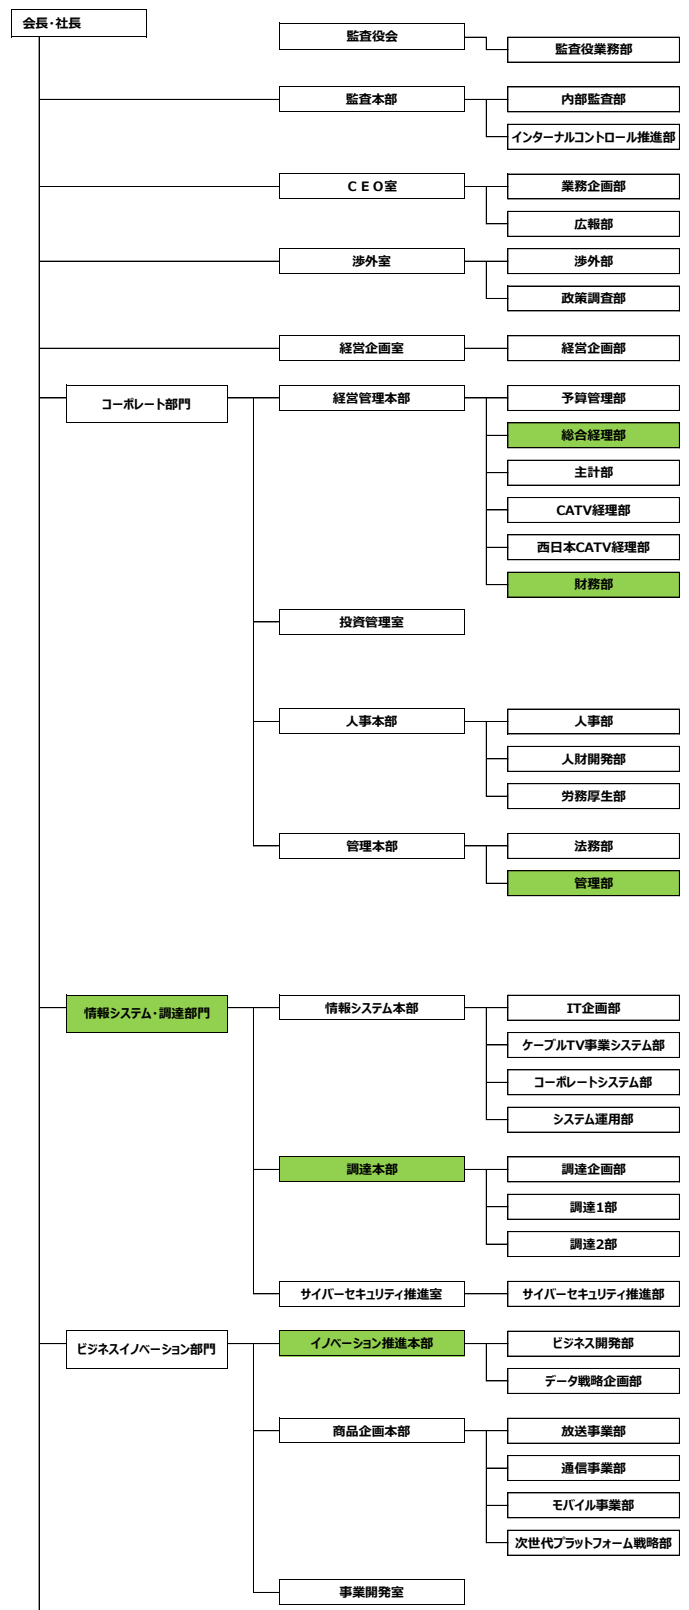 会長・社長
監査役会
監査役業務部
監査本部
内部監査部
インターナルコントロール推進部
ＣＥＯ室
業務企画部
広報部
渉外室
渉外部
政策調査部
経営企画室
経営企画部
コーポレート部門
経営管理本部
予算管理部
総合経理部
主計部
CATV経理部
西日本CATV経理部
財務部
投資管理室
人事本部
人事部
人財開発部
労務厚生部
管理本部
法務部
管理部
情報システム・調達部門
情報システム本部
IT企画部
ケーブルTV事業システム部
コーポレートシステム部
システム運用部
調達本部
調達企画部
調達1部
調達2部
サイバーセキュリティ推進室
サイバーセキュリティ推進部
ビジネスイノベーション部門
イノベーション推進本部
ビジネス開発部
データ戦略企画部
商品企画本部
放送事業部
通信事業部
モバイル事業部
次世代プラットフォーム戦略部
事業開発室